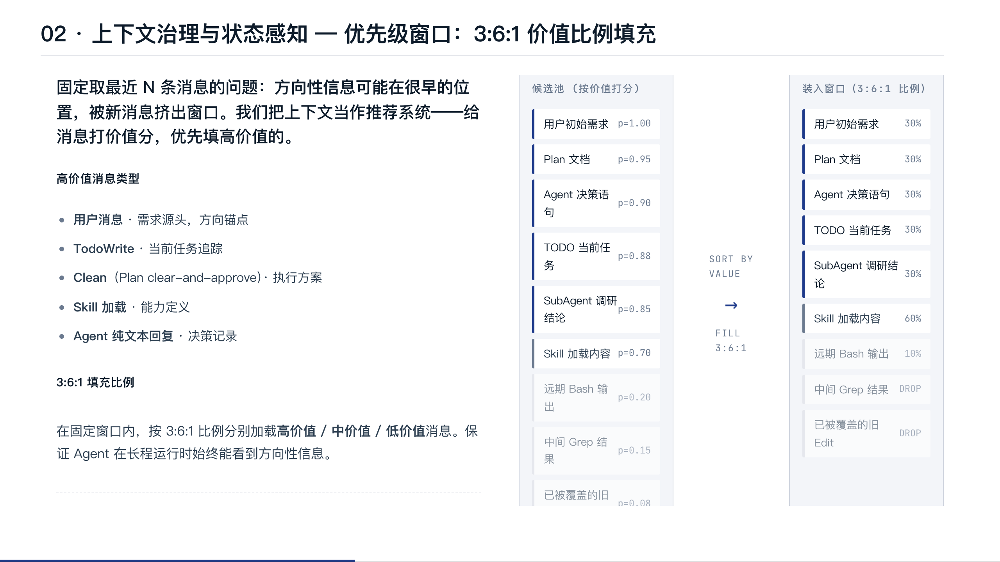 02 · 上下文治理与状态感知 — 优先级窗口：3:6:1 价值比例填充
固定取最近 N 条消息的问题：方向性信息可能在很早的位
置，被新消息挤出窗口。我们把上下文当作推荐系统——给
消息打价值分，优先填高价值的。
高价值消息类型
• 用户消息 · 需求源头，方向锚点
• TodoWrite · 当前任务追踪
• Clean（Plan clear-and-approve）· 执行方案
• Skill 加载 · 能力定义
• Agent 纯文本回复 · 决策记录
3:6:1 填充比例
在固定窗口内，按 3:6:1 比例分别加载高价值 / 中价值 / 低价值消息。保
证 Agent 在长程运行时始终能看到方向性信息。
候选池（按价值打分）
用户初始需求 p=1.00
Plan 文档 p=0.95
Agent 决策语
句
p=0.90
TODO 当前任
务
p=0.88
SubAgent 调研
结论
p=0.85
Skill 加载内容 p=0.70
远期 Bash 输
出
p=0.20
中间 Grep 结
果
p=0.15
已被覆盖的旧
p=0.08
SORT BY
VALUE
→
FILL
3:6:1
装入窗口（3:6:1 比例）
用户初始需求 30%
Plan 文档 30%
Agent 决策语句 30%
TODO 当前任务 30%
SubAgent 调研结
论
30%
Skill 加载内容 60%
远期 Bash 输出 10%
中间 Grep 结果 DROP
已被覆盖的旧
Edit
DROP